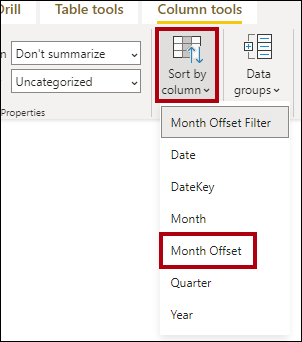 Drill Table tools Column tools
n Don't summarize
Uncategorized
Properties
Sort by column
Data groups
Month Offset Filter
Date
DateKey
Month
Month Offset
Quarter
Year